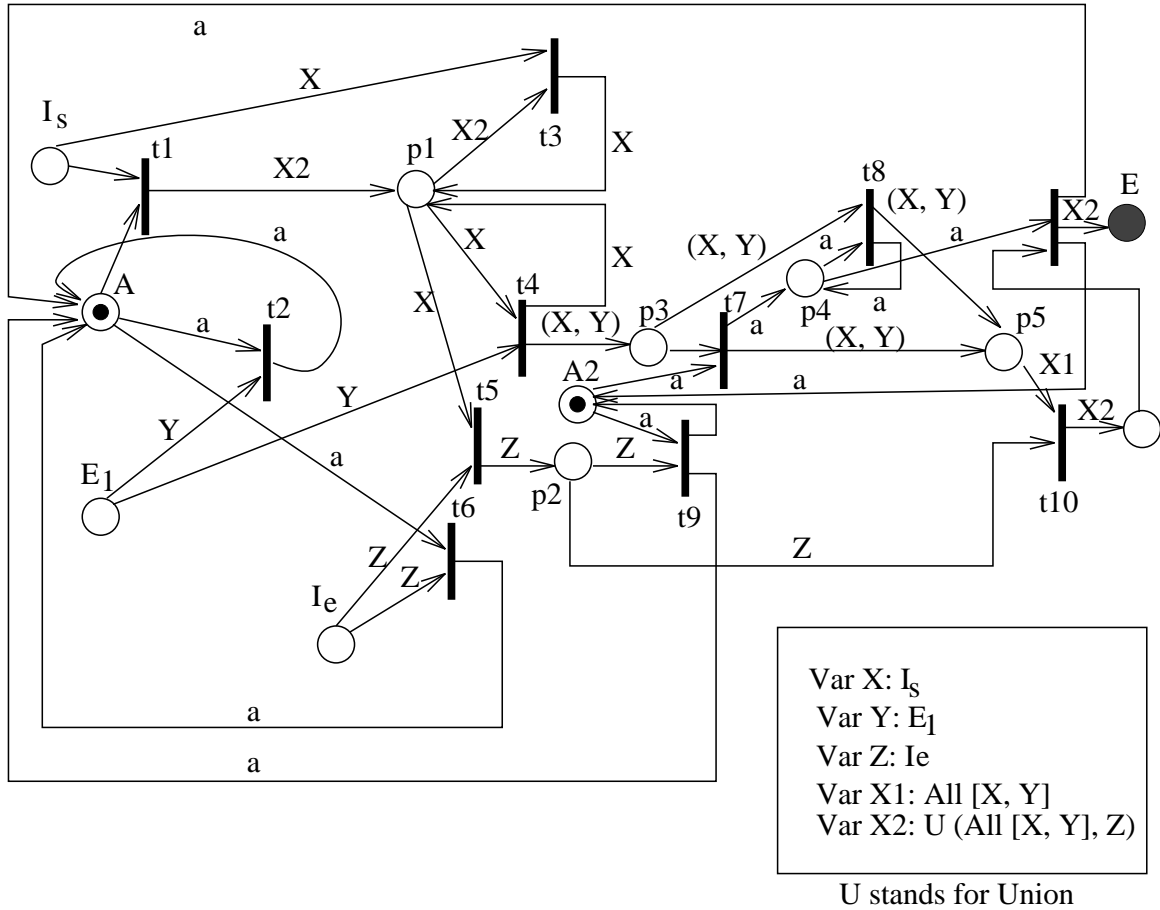 a
X
I s
t1
X2
p1
X2
t3
X
t8
(X, Y)
E
X2
a
A
a
t2
X
X
X
t4
(X, Y)
a
a
p4
a
(X, Y)
p3
t7
a
(X, Y)
p5
X1
A2
a
a
a
X2
Y
Y
t5
Z
Z
p2
t9
t10
E1
a
t6
Z
Z
Z
Ie
a
a
Var X: Is
Var Y: E1
Var Z: Ie
Var X1: All [X, Y]
Var X2: U (All [X, Y], Z)
U stands for Union